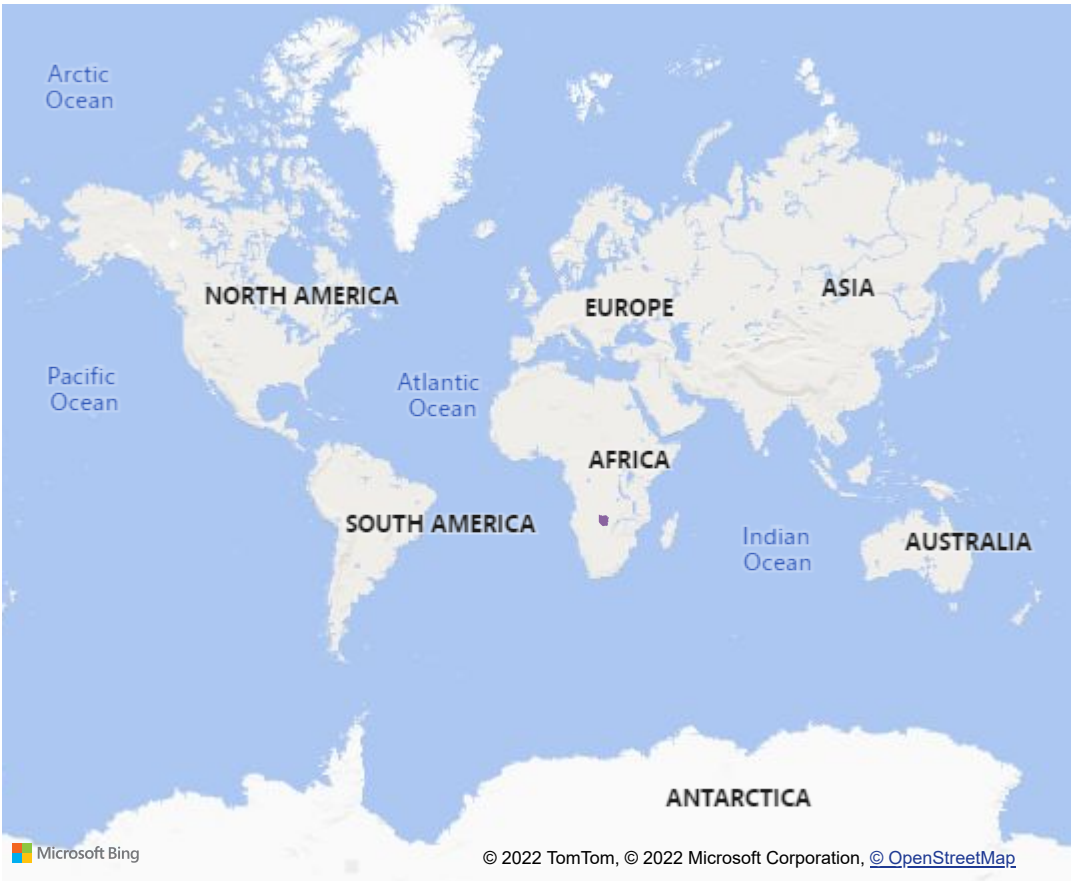 Arctic
Ocean
NORTH AMERICA
EUROPE
ASIA
Pacific
Ocean
Atlantic
Ocean
AFRICA
SOUTH AMERICA
Indian
Ocean
AUSTRALIA
ANTARCTICA
Microsoft Bing
© 2022 TomTom, © 2022 Microsoft Corporation, © OpenStreetMap